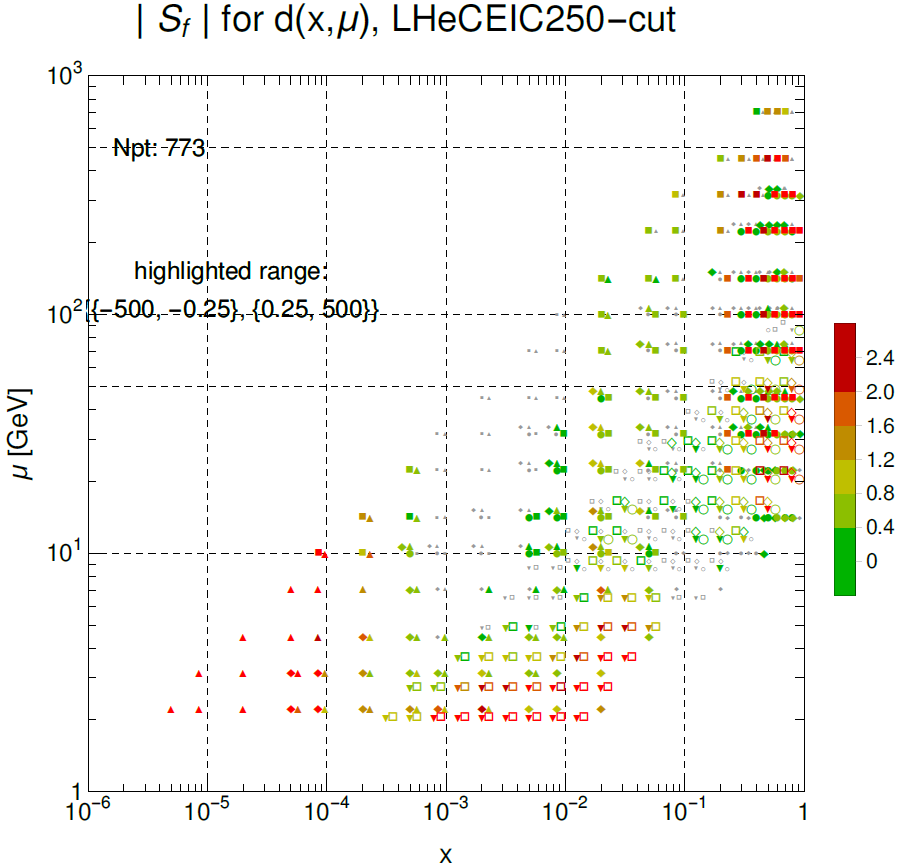 | S_f | for d(x,μ), LHeCEIC250−cut
10^3
Npt: 773
highlighted range:
{{−500, −0.25}, {0.25, 500}}
10^2
μ [GeV]
10^1
1
10^−6 10^−5 10^−4 10^−3 10^−2 10^−1 1
x
2.4
2.0
1.6
1.2
0.8
0.4
0